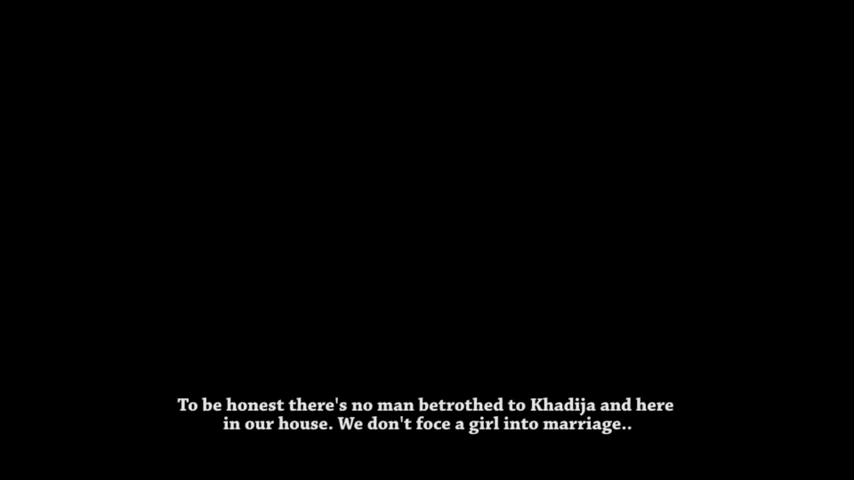 To be honest there's no man betrothed to Khadija and here
in our house. We don't foce a girl into marriage..